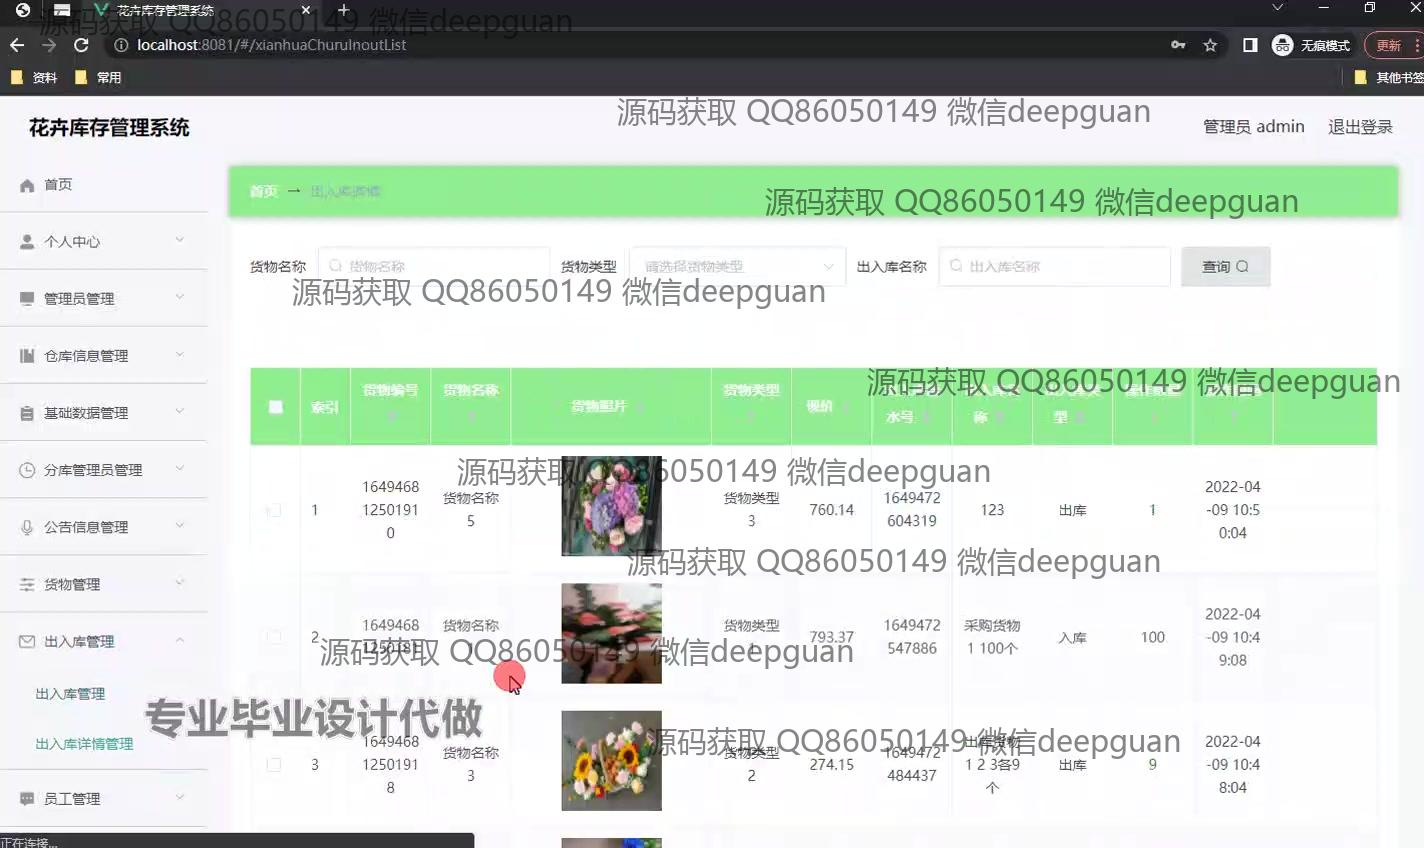 花卉库存管理系统
源码获取 QQ86050149 微信deepguan
localhost:8081/#/xianhuaChuruInoutList
无痕模式
更新
资料
常用
其他书签
源码获取 QQ86050149 微信deepguan
花卉库存管理系统
管理员 admin
退出登录
首页
个人中心
管理员管理
仓库信息管理
基础数据管理
分库管理员管理
公告信息管理
货物管理
出入库管理
出入库管理
出入库详情管理
员工管理
首页 → 出入库详情
源码获取 QQ86050149 微信deepguan
货物名称
货物名称
货物类型
请选择货物类型
出入库名称
出入库名称
查询
源码获取 QQ86050149 微信deepguan
索引
货物编号
货物名称
货物照片
货物类型
现价
水号
称
型
源码获取 QQ86050149 微信deepguan
源码获取 QQ86050149 微信deepguan
1
1649468
1250191
0
货物名称
5
货物类型
3
760.14
1649472
604319
123
出库
1
2022-04
-09 10:5
0:04
源码获取 QQ86050149 微信deepguan
2
1649468
货物名称
货物类型
793.37
1649472
547886
采购货物
1 100个
入库
100
2022-04
-09 10:4
9:08
源码获取 QQ86050149 微信deepguan
专业毕业设计代做
3
1649468
1250191
8
货物名称
3
货物类型
2
274.15
1649472
484437
出库货物
1 2 3各9
个
出库
9
2022-04
-09 10:4
8:04
源码获取 QQ86050149 微信deepguan
正在连接...